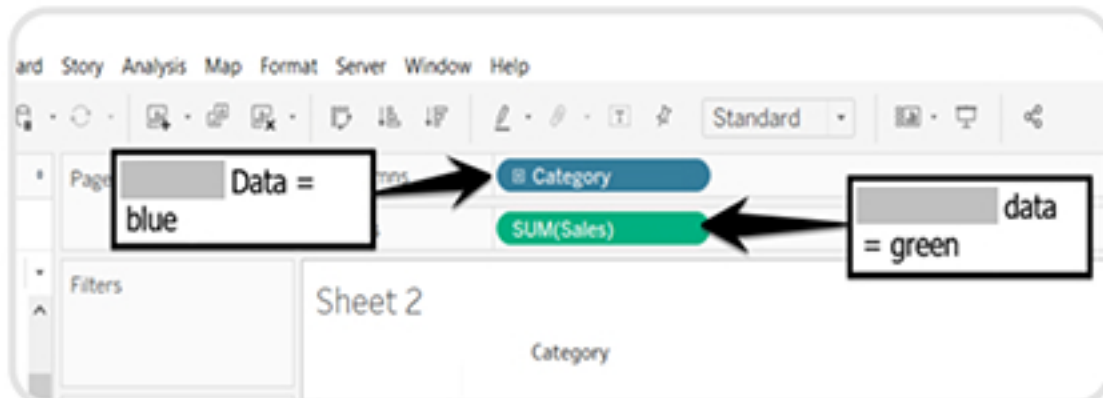 ard Story Analysis Map Format Server Window Help
Standard
Data =
blue
Category
data
= green
SUM(Sales)
Filters
Sheet 2
Category